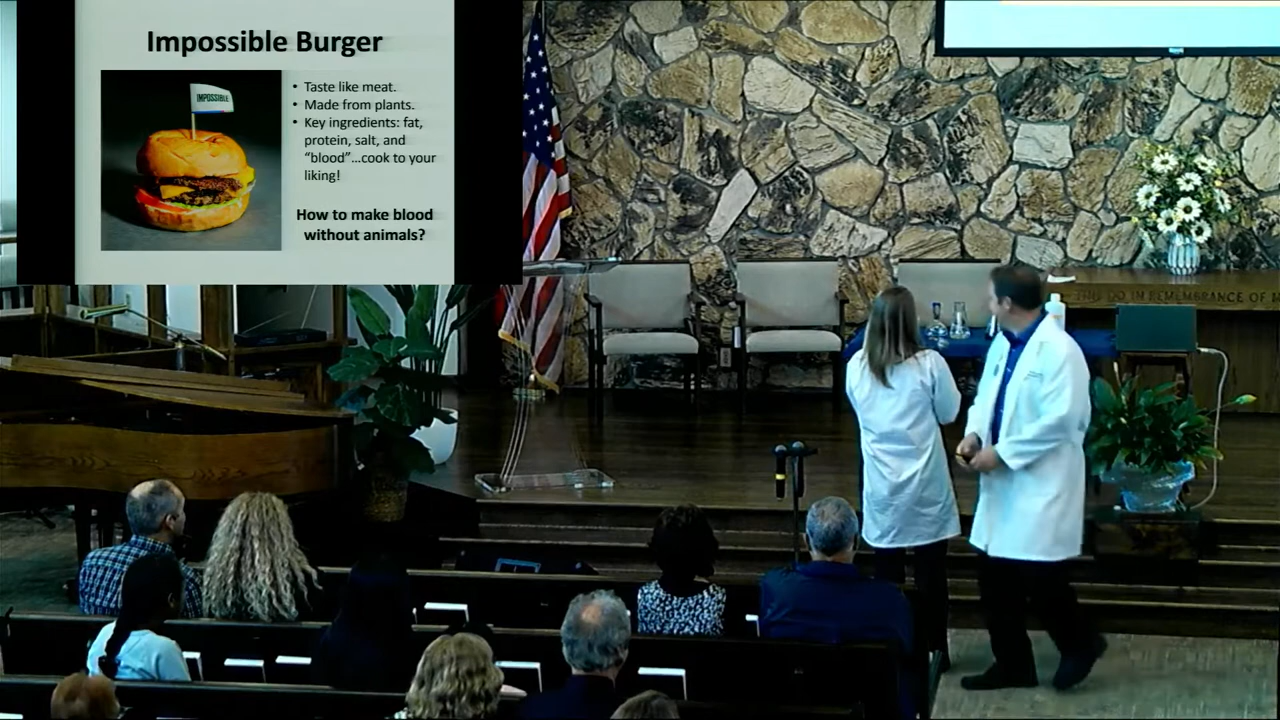 Impossible Burger
IMPOSSIBLE
• Taste like meat.
• Made from plants.
• Key ingredients: fat,
protein, salt, and
“blood”...cook to your
liking!
How to make blood
without animals?
DO IN REMEMBRANCE OF